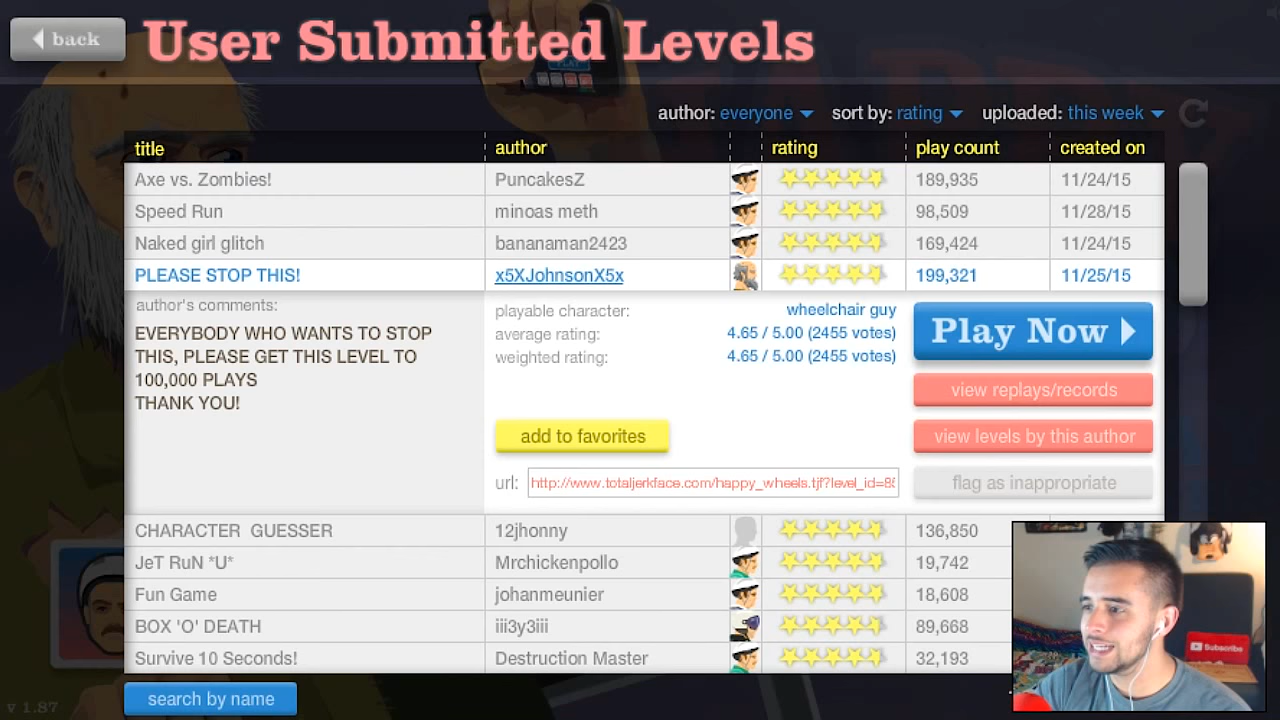 back
User Submitted Levels
author: everyone sort by: rating uploaded: this week
title author rating play count created on
Axe vs. Zombies! PuncakesZ 189,935 11/24/15
Speed Run minoas meth 98,509 11/28/15
Naked girl glitch bananaman2423 169,424 11/24/15
PLEASE STOP THIS! x5XJohnsonX5x 199,321 11/25/15
author's comments:
EVERYBODY WHO WANTS TO STOP
THIS, PLEASE GET THIS LEVEL TO
100,000 PLAYS
THANK YOU!
playable character: wheelchair guy
average rating: 4.65 / 5.00 (2455 votes)
weighted rating: 4.65 / 5.00 (2455 votes)
Play Now
view replays/records
add to favorites
view levels by this author
url: http://www.totaljerkface.com/happy_wheels.tjf?level_id=8
flag as inappropriate
CHARACTER GUESSER 12jhonny 136,850
JeT RuN *U* Mrchickenpollo 19,742
Fun Game johanmeunier 18,608
BOX 'O' DEATH iii3y3iii 89,668
Survive 10 Seconds! Destruction Master 32,193
Subscribe
search by name
v 1.87